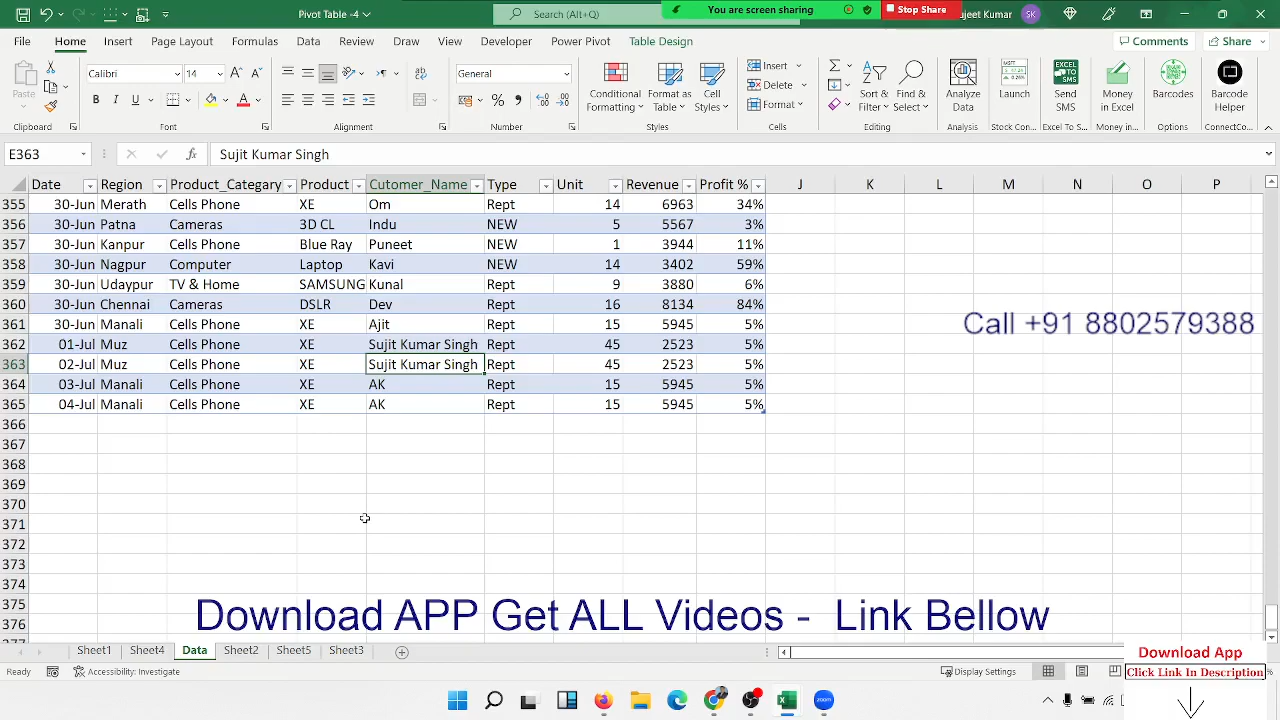 Pivot Table -4
Search (Alt+Q)
You are screen sharing
Stop Share
jeet Kumar
SK
File Home Insert Page Layout Formulas Data Review View Developer Power Pivot Table Design
Comments Share
Paste
Calibri 14
General
Conditional Formatting
Format as Table
Cell Styles
Insert
Delete
Format
Sort & Filter
Find & Select
Analyze Data
Launch
Send SMS
Money in Excel
Barcodes
Barcode Helper
Clipboard Font Alignment Number Styles Cells Editing Analysis Stock Con... Excel To S... Money in... Options ConnectCo...
E363 fx Sujit Kumar Singh
Date Region Product_Categary Product Cutomer_Name Type Unit Revenue Profit % J K L M N O P
355 30-Jun Merath Cells Phone XE Om Rept 14 6963 34%
356 30-Jun Patna Cameras 3D CL Indu NEW 5 5567 3%
357 30-Jun Kanpur Cells Phone Blue Ray Puneet NEW 1 3944 11%
358 30-Jun Nagpur Computer Laptop Kavi NEW 14 3402 59%
359 30-Jun Udaypur TV & Home SAMSUNG Kunal Rept 9 3880 6%
360 30-Jun Chennai Cameras DSLR Dev Rept 16 8134 84%
361 30-Jun Manali Cells Phone XE Ajit Rept 15 5945 5%
362 01-Jul Muz Cells Phone XE Sujit Kumar Singh Rept 45 2523 5%
363 02-Jul Muz Cells Phone XE Sujit Kumar Singh Rept 45 2523 5%
364 03-Jul Manali Cells Phone XE AK Rept 15 5945 5%
365 04-Jul Manali Cells Phone XE AK Rept 15 5945 5%
Call +91 8802579388
366
367
368
369
370
371
372
373
374
375
376
Download APP Get ALL Videos - Link Bellow
Sheet1 Sheet4 Data Sheet2 Sheet5 Sheet3
Download App
Ready Accessibility: Investigate Display Settings
Click Link In Description